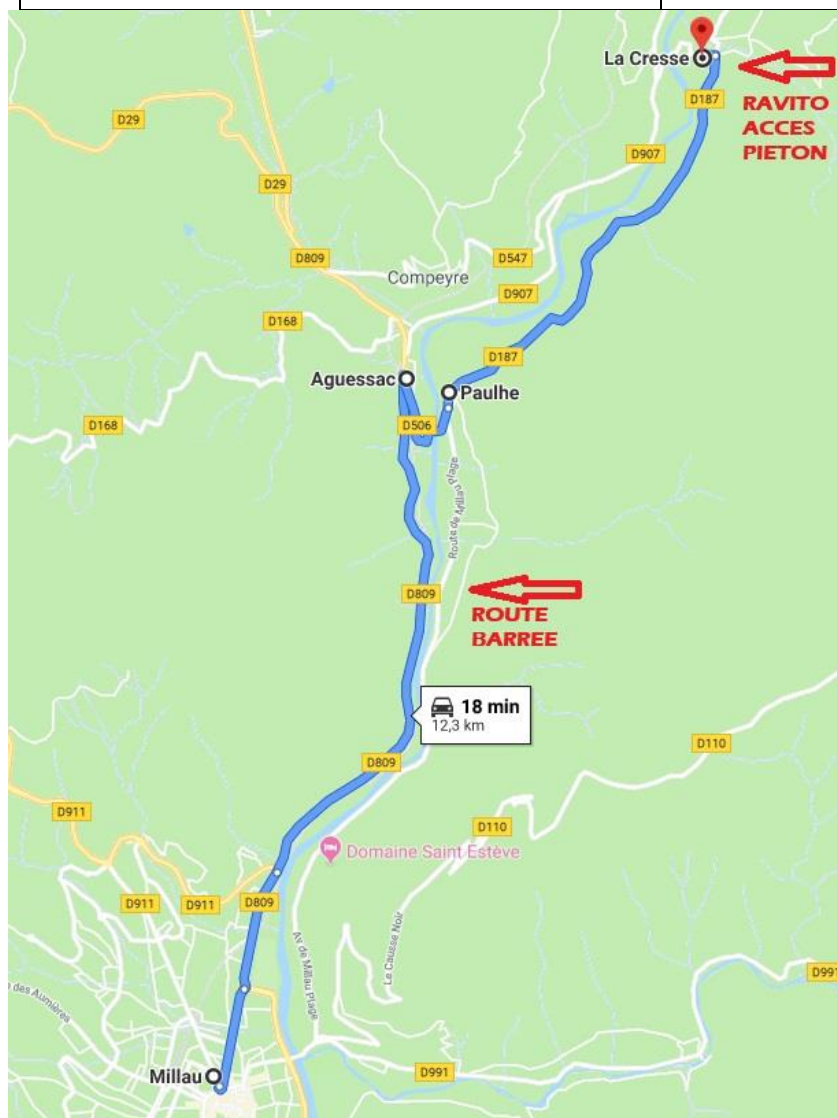 La Cresse
RAVITO
ACCES
PIETON
D187
D29
D907
D29
D809
D547
Compeyre
D907
D168
D187
Aguessac
Paulhe
D168
D506
Route de Millau Plage
D809
ROUTE
BARREE
18 min
12,3 km
D110
D809
D911
D110
Domaine Saint Estève
D911
D911
D809
Le Causse Noir
Av de Millau Plage
D991
des Aumières
Millau
D991